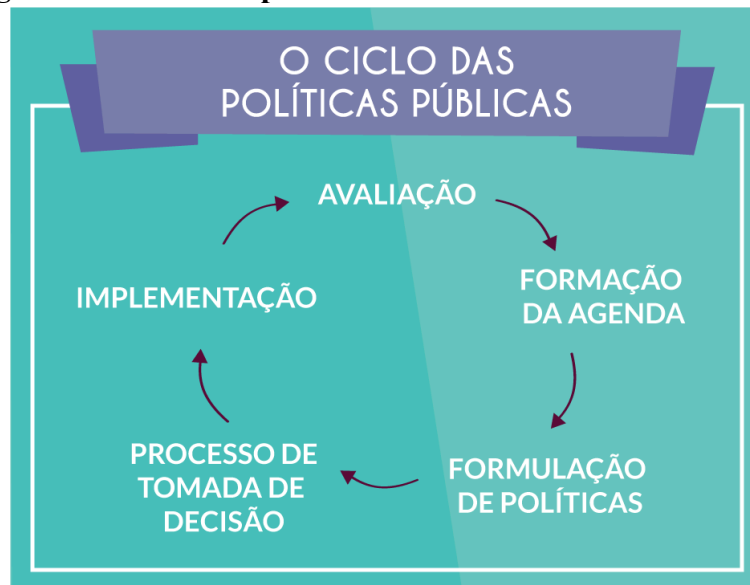 O CICLO DAS
POLÍTICAS PÚBLICAS
AVALIAÇÃO
FORMAÇÃO
DA AGENDA
FORMULAÇÃO
DE POLÍTICAS
PROCESSO DE
TOMADA DE
DECISÃO
IMPLEMENTAÇÃO